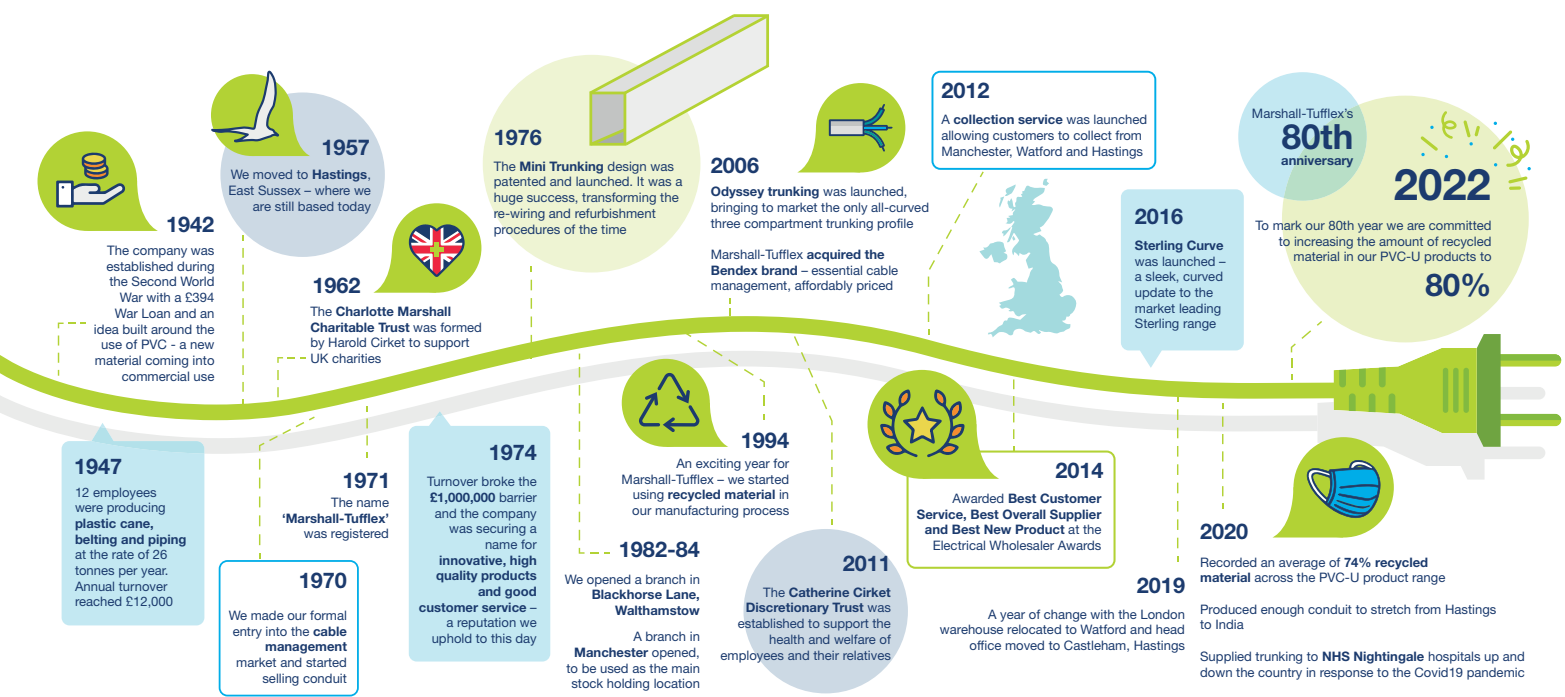 1942
The company was
established during
the Second World
War with a £394
War Loan and an
idea built around the
use of PVC - a new
material coming into
commercial use
1947
12 employees
were producing
plastic cane,
belting and piping
at the rate of 26
tonnes per year.
Annual turnover
reached £12,000
1957
We moved to Hastings,
East Sussex – where we
are still based today
1962
The Charlotte Marshall
Charitable Trust was formed
by Harold Cirket to support
UK charities
1970
We made our formal
entry into the cable
management
market and started
selling conduit
1971
The name
‘Marshall-Tufflex’
was registered
1974
Turnover broke the
£1,000,000 barrier
and the company
was securing a
name for
innovative, high
quality products
and good
customer service –
a reputation we
uphold to this day
1976
The Mini Trunking design was
patented and launched. It was a
huge success, transforming the
re-wiring and refurbishment
procedures of the time
1982-84
We opened a branch in
Blackhorse Lane,
Walthamstow
A branch in
Manchester opened,
to be used as the main
stock holding location
1994
An exciting year for
Marshall-Tufflex – we started
using recycled material in
our manufacturing process
2006
Odyssey trunking was launched,
bringing to market the only all-curved
three compartment trunking profile
Marshall-Tufflex acquired the
Bendex brand – essential cable
management, affordably priced
2011
The Catherine Cirket
Discretionary Trust was
established to support the
health and welfare of
employees and their relatives
2012
A collection service was launched
allowing customers to collect from
Manchester, Watford and Hastings
2014
Awarded Best Customer
Service, Best Overall Supplier
and Best New Product at the
Electrical Wholesaler Awards
2016
Sterling Curve
was launched –
a sleek, curved
update to the
market leading
Sterling range
2019
A year of change with the London
warehouse relocated to Watford and head
office moved to Castleham, Hastings
2020
Recorded an average of 74% recycled
material across the PVC-U product range
Produced enough conduit to stretch from Hastings
to India
Supplied trunking to NHS Nightingale hospitals up and
down the country in response to the Covid19 pandemic
Marshall-Tufflex’s
80th
anniversary
2022
To mark our 80th year we are committed
to increasing the amount of recycled
material in our PVC-U products to
80%